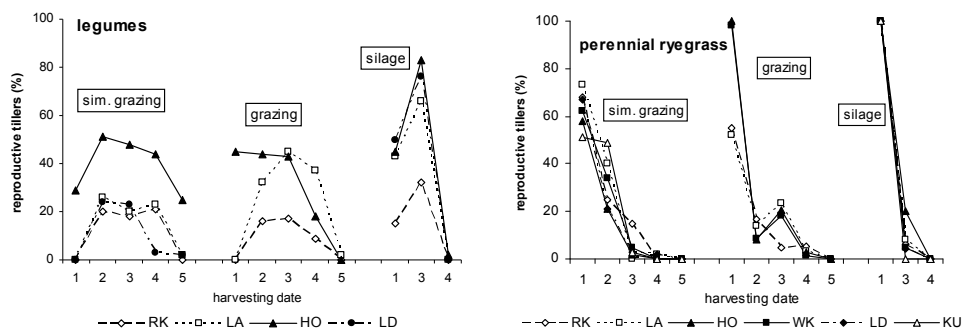 legumes
silage
sim. grazing
grazing
reproductive tillers (%)
100
80
60
40
20
0
1 2 3 4 5 1 2 3 4 5 1 3 4
harvesting date
RK LA HO LD
perennial ryegrass
grazing
sim. grazing
silage
reproductive tillers (%)
100
80
60
40
20
0
1 2 3 4 5 1 2 3 4 5 1 3 4
harvesting date
RK LA HO WK LD KU